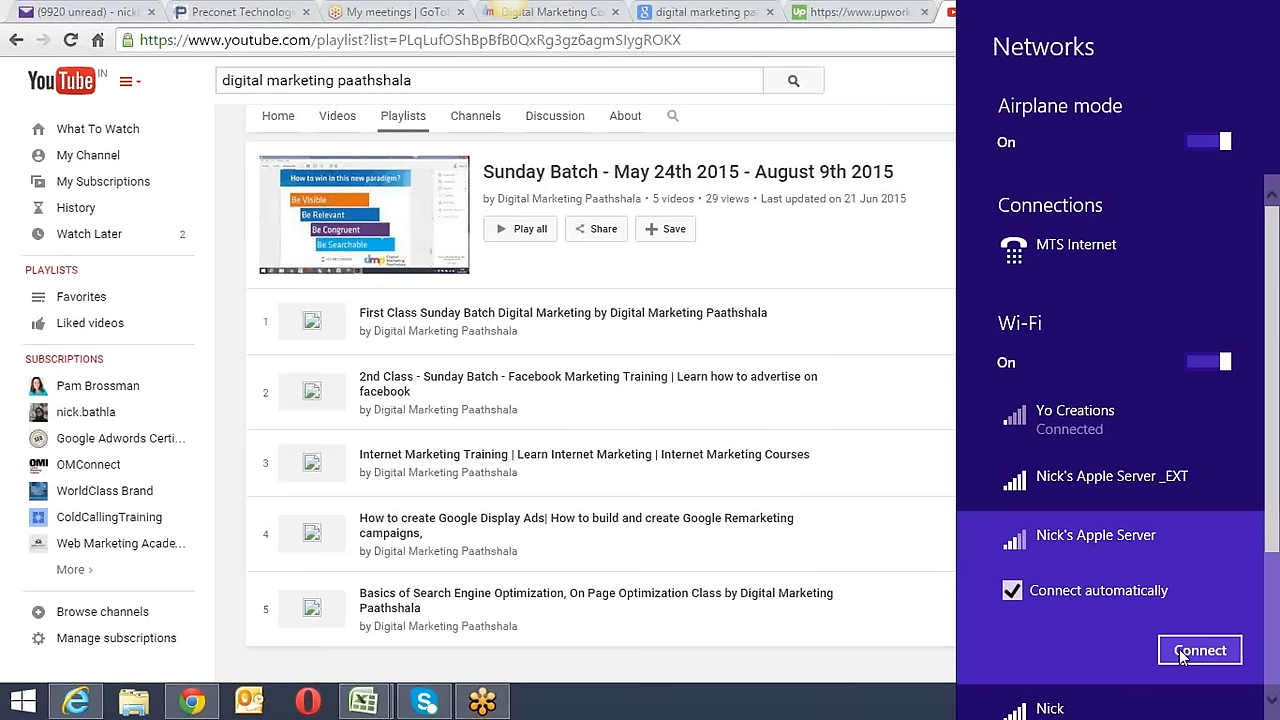 (9920 unread) - nickl
Preconet Technolog
My meetings | GoTo
Digital Marketing Co
digital marketing pa
https://www.upwork
https://www.youtube.com/playlist?list=PLqLufOShBpBfB0QxRg3gz6agmSIygROKX
YouTube IN
digital marketing paathshala
Home Videos Playlists Channels Discussion About
What To Watch
My Channel
My Subscriptions
History
Watch Later 2
PLAYLISTS
Favorites
Liked videos
SUBSCRIPTIONS
Pam Brossman
nick.bathla
Google Adwords Certi...
OMConnect
WorldClass Brand
ColdCallingTraining
Web Marketing Acade...
More ›
Browse channels
Manage subscriptions
How to win in this new paradigm?
Be Visible
Be Relevant
Be Congruent
Be Searchable
Sunday Batch - May 24th 2015 - August 9th 2015
by Digital Marketing Paathshala • 5 videos • 29 views • Last updated on 21 Jun 2015
Play all Share Save
1 First Class Sunday Batch Digital Marketing by Digital Marketing Paathshala
by Digital Marketing Paathshala
2 2nd Class - Sunday Batch - Facebook Marketing Training | Learn how to advertise on
facebook
by Digital Marketing Paathshala
3 Internet Marketing Training | Learn Internet Marketing | Internet Marketing Courses
by Digital Marketing Paathshala
4 How to create Google Display Ads| How to build and create Google Remarketing
campaigns,
by Digital Marketing Paathshala
5 Basics of Search Engine Optimization, On Page Optimization Class by Digital Marketing
Paathshala
by Digital Marketing Paathshala
Networks
Airplane mode
On
Connections
MTS Internet
Wi-Fi
On
Yo Creations
Connected
Nick's Apple Server _EXT
Nick's Apple Server
Connect automatically
Connect
Nick